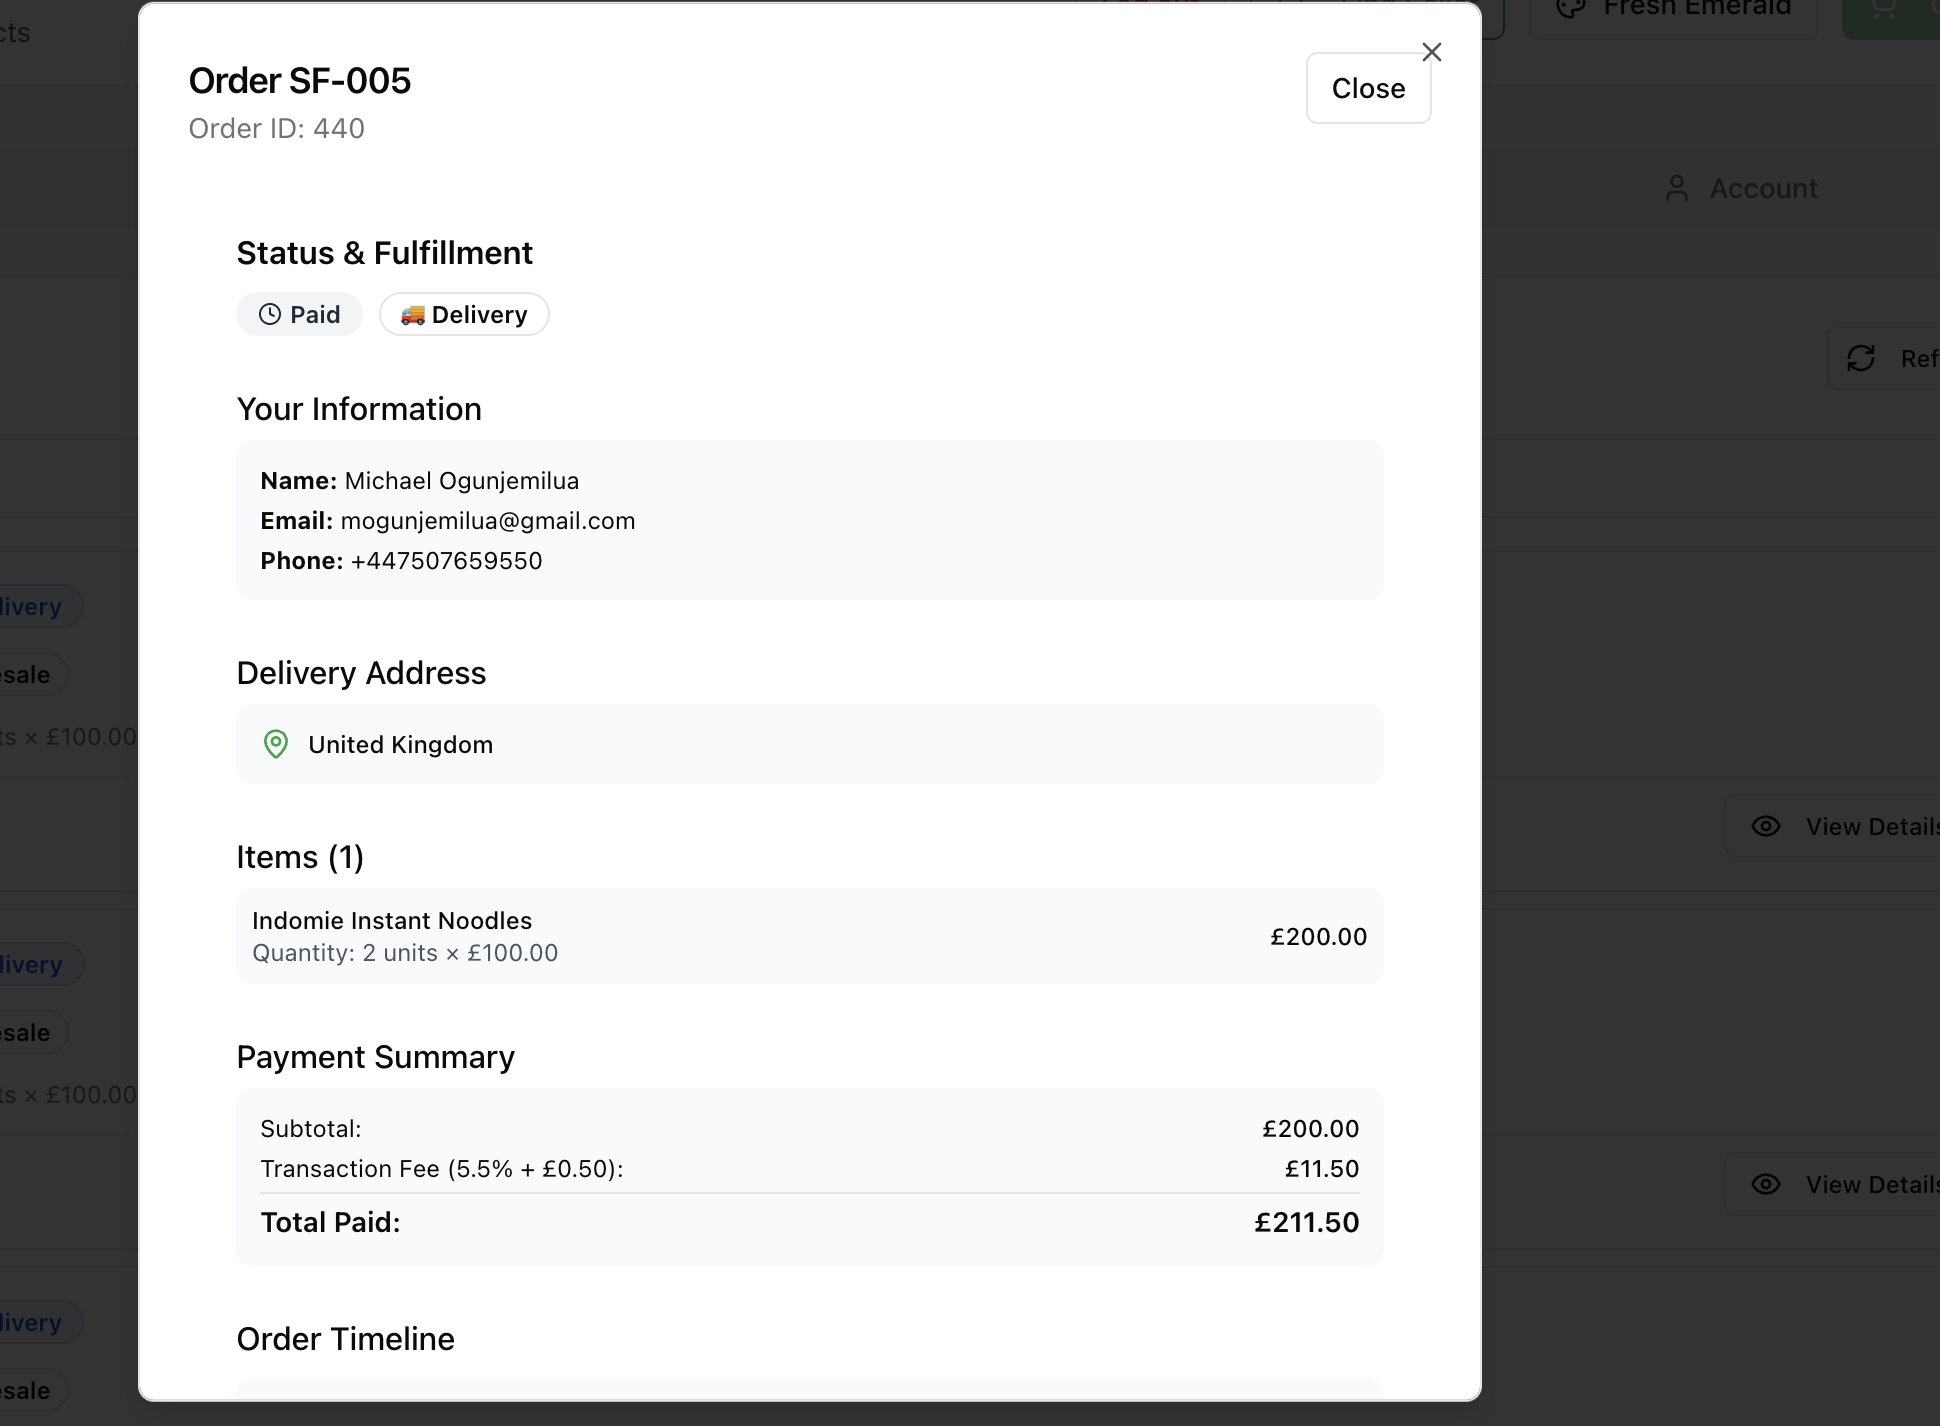 cts
Fresh Emerald
Order SF-005
Close
Order ID: 440
Account
Status & Fulfillment
Paid
🚚 Delivery
Ref
Your Information
Name: Michael Ogunjemilua
Email: mogunjemilua@gmail.com
Phone: +447507659550
livery
esale
Delivery Address
ts × £100.00
United Kingdom
View Details
Items (1)
Indomie Instant Noodles
£200.00
Quantity: 2 units × £100.00
livery
esale
Payment Summary
ts × £100.00
Subtotal:
£200.00
Transaction Fee (5.5% + £0.50):
£11.50
View Details
Total Paid:
£211.50
livery
Order Timeline
esale